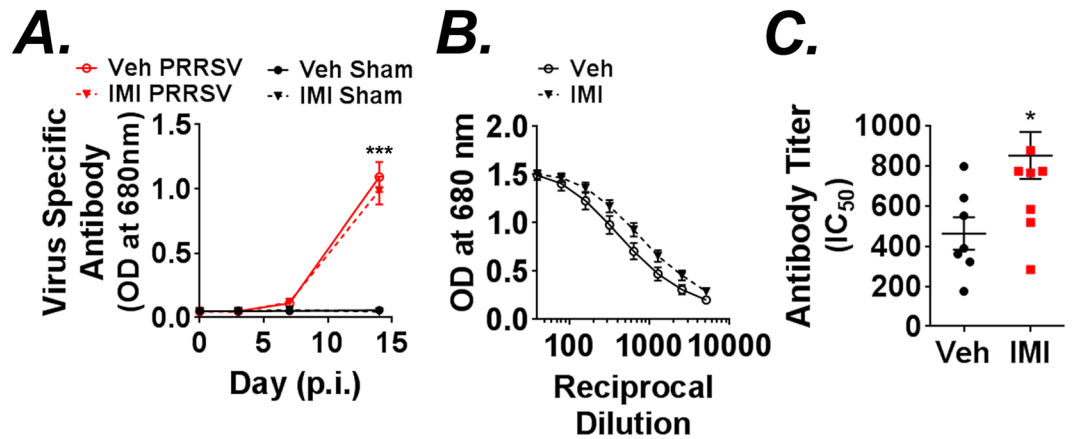 A.
Veh PRRSV
IMI PRRSV
Veh Sham
IMI Sham
Virus Specific
Antibody
(OD at 680nm)
1.5
1.0
0.5
0.0
***
0 5 10 15
Day (p.i.)
B.
Veh
IMI
OD at 680 nm
2.0
1.5
1.0
0.5
0.0
100 1000 10000
Reciprocal
Dilution
C.
Antibody Titer
(IC50)
1000
800
600
400
200
0
*
Veh IMI